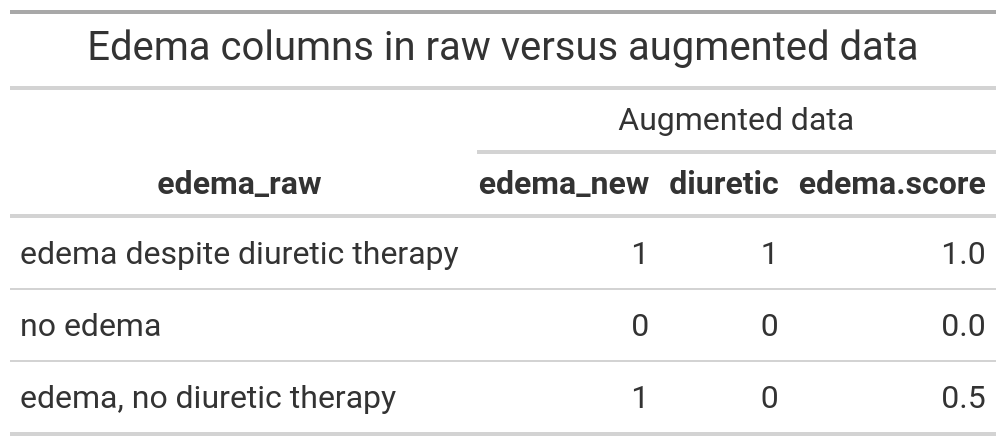 Edema columns in raw versus augmented data
Augmented data
edema_raw edema_new diuretic edema.score
edema despite diuretic therapy 1 1 1.0
no edema 0 0 0.0
edema, no diuretic therapy 1 0 0.5